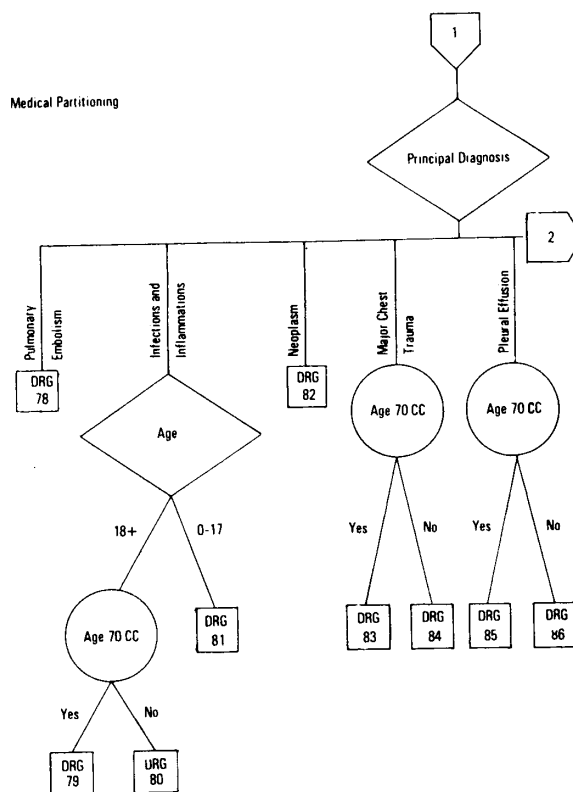 1
Medical Partitioning
Principal Diagnosis
2
Pulmonary
Embolism
Infections and
Inflammations
Neoplasm
Major Chest
Trauma
Pleural Effusion
DRG
78
Age
DRG
82
Age 70 CC
Age 70 CC
18+
0-17
Yes
No
Yes
No
Age 70 CC
DRG
81
DRG
83
DRG
84
DRG
85
DRG
86
Yes
No
DRG
79
DRG
80